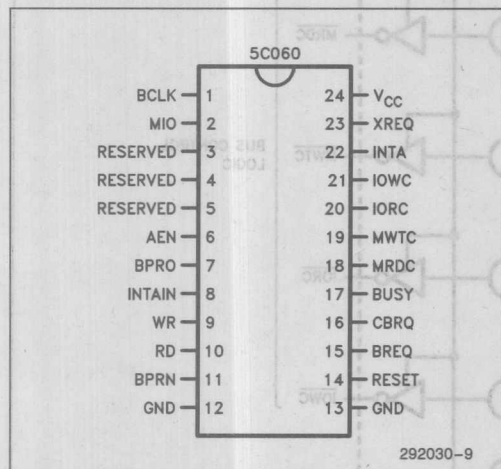 5C060
BCLK 1 24 VCC
MIO 2 23 XREQ
RESERVED 3 22 INTA
RESERVED 4 21 IOWC
RESERVED 5 20 IORC
AEN 6 19 MWTC
BPRO 7 18 MRDC
INTAIN 8 17 BUSY
WR 9 16 CBRQ
RD 10 15 BREQ
BPRN 11 14 RESET
GND 12 13 GND
292030-9